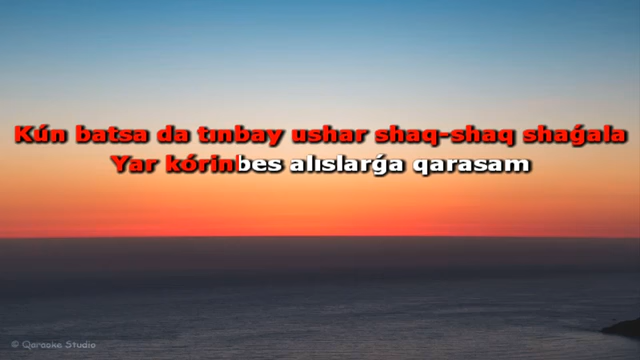 Kún batsa da tınbay ushar shaq-shaq shaǵala
Yar kórinbes alıslarǵa qarasam
© Qaraoke Studio